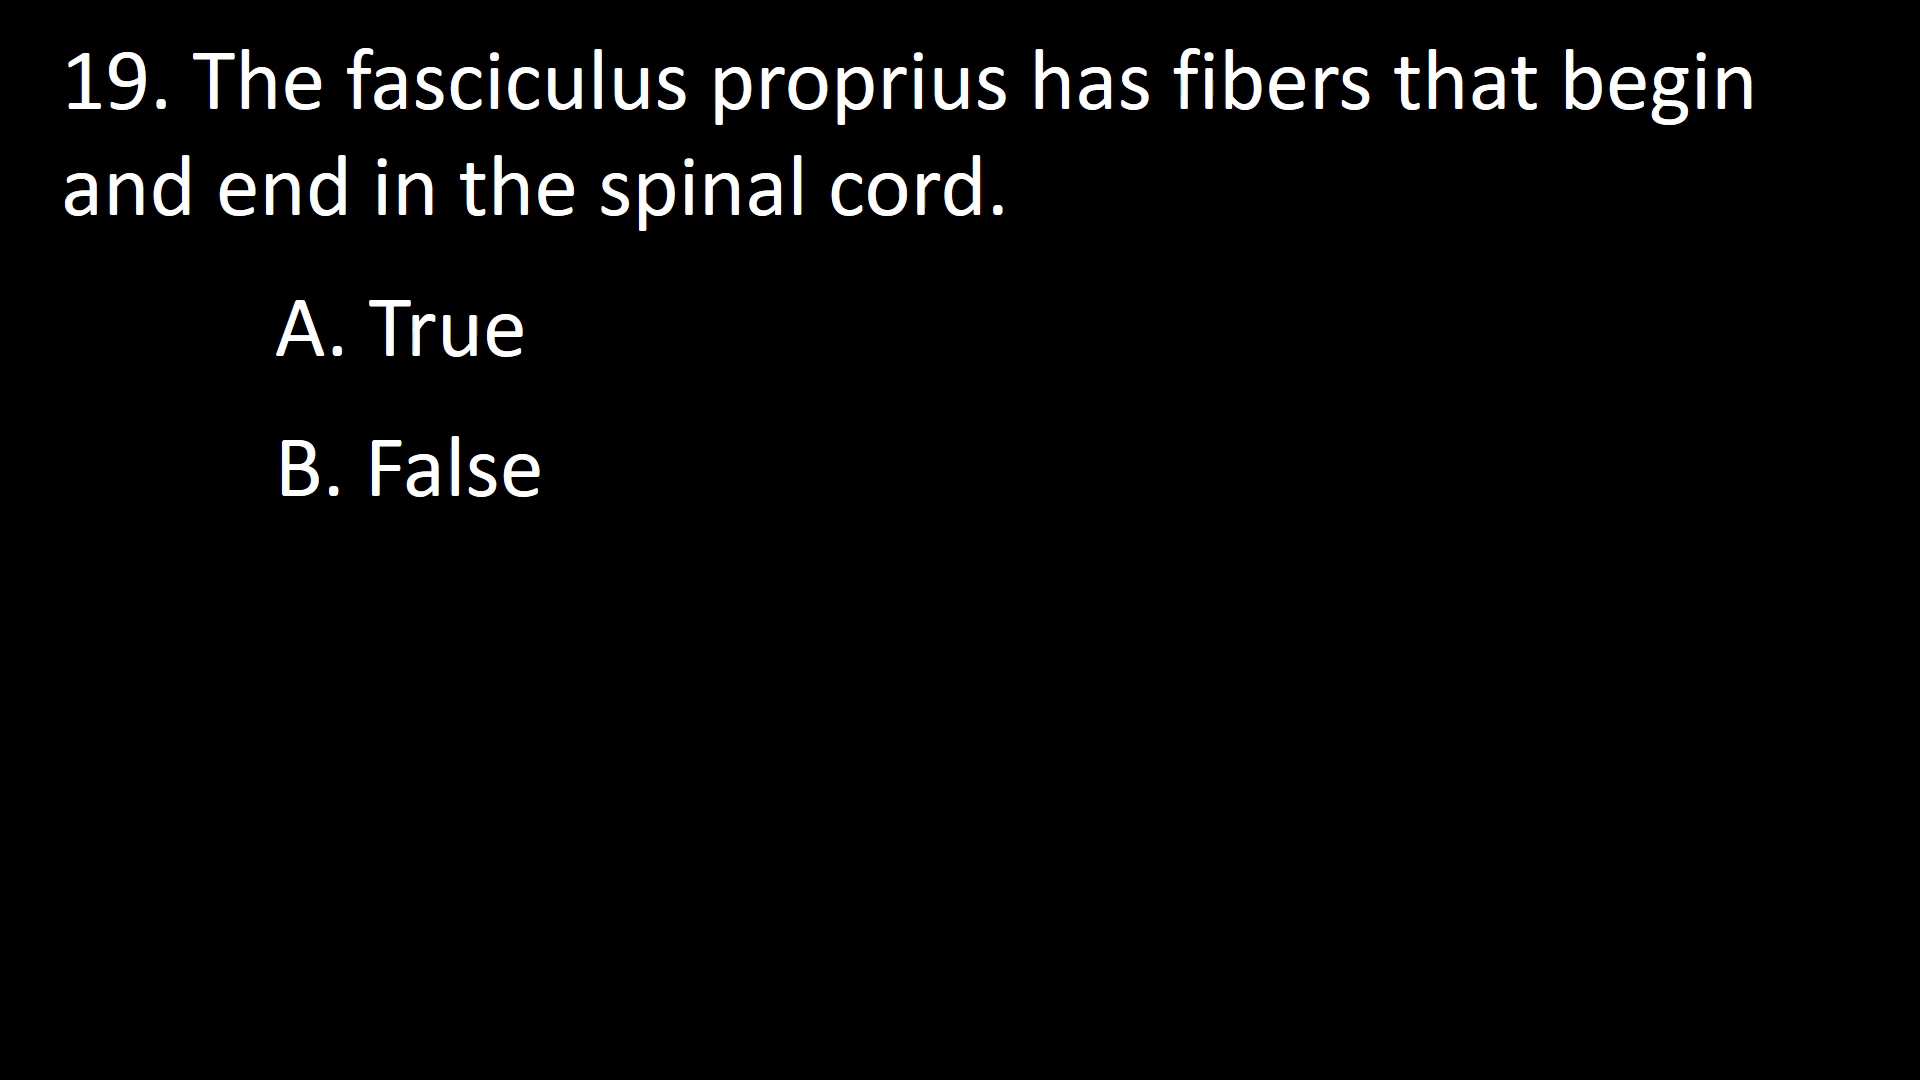 19. The fasciculus proprius has fibers that begin
and end in the spinal cord.
A. True
B. False